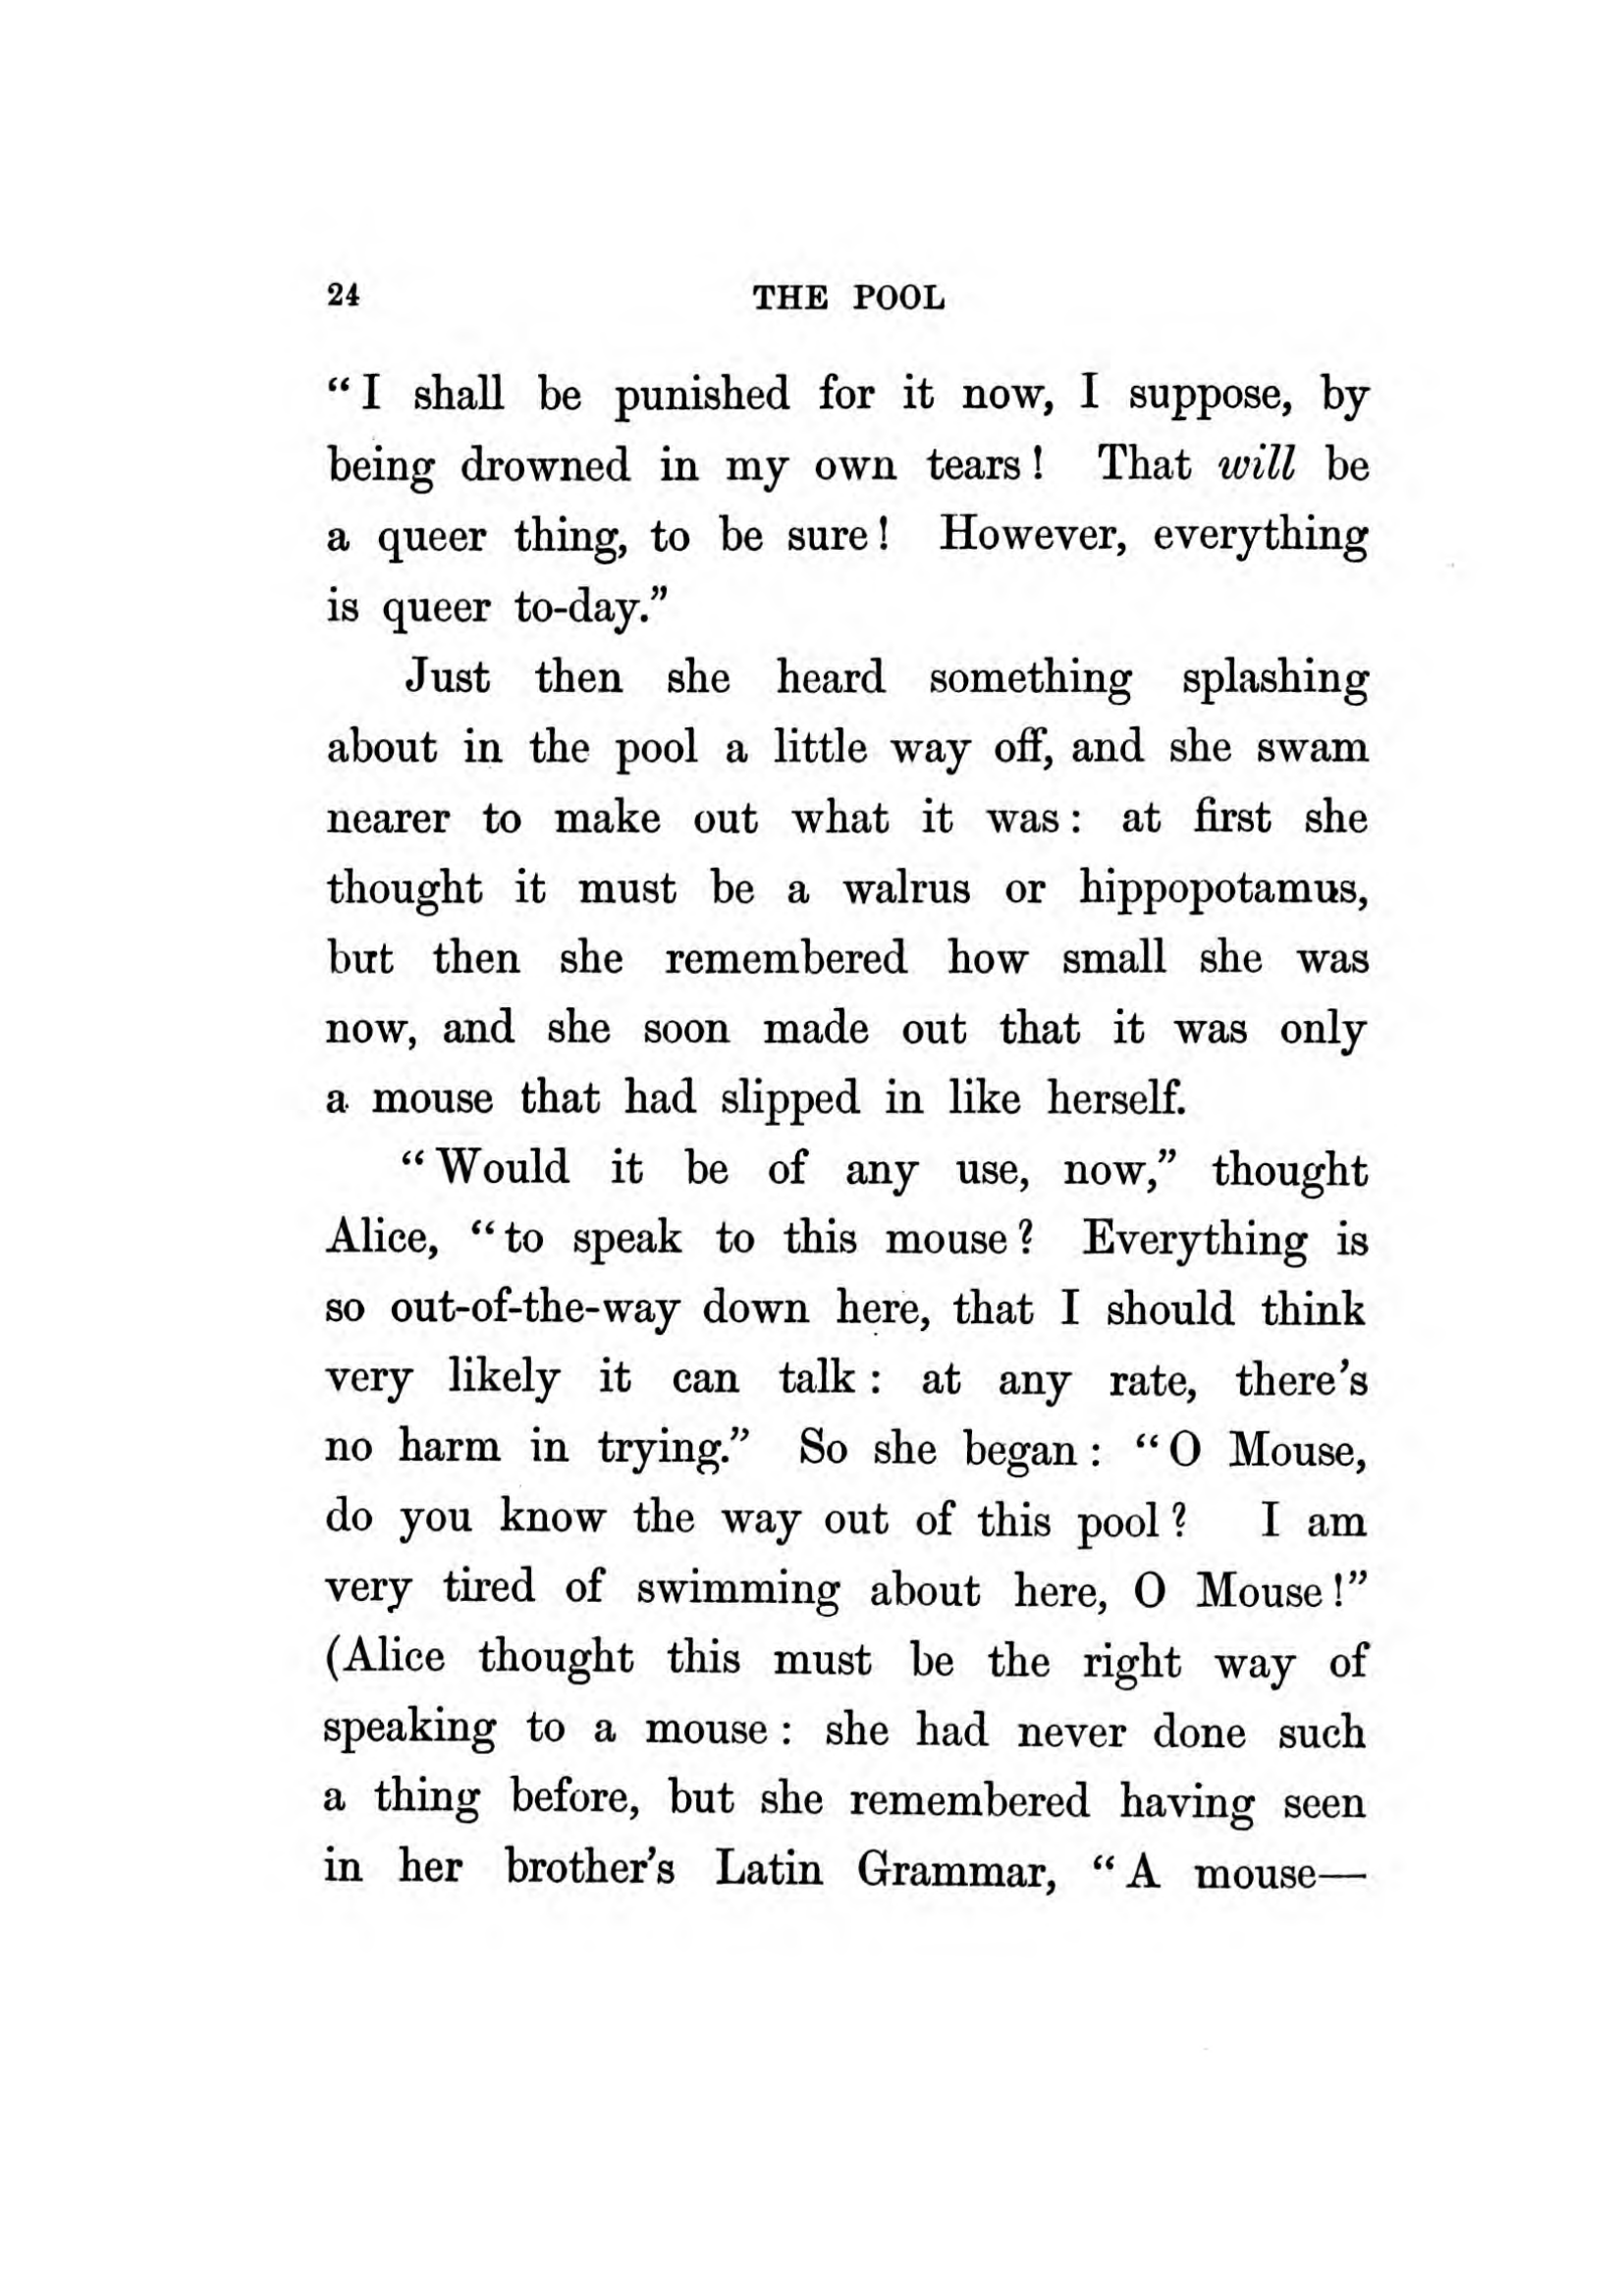 24 THE POOL
“I shall be punished for it now, I suppose, by
being drowned in my own tears! That will be
a queer thing, to be sure! However, everything
is queer to-day.”
Just then she heard something splashing
about in the pool a little way off, and she swam
nearer to make out what it was: at first she
thought it must be a walrus or hippopotamus,
but then she remembered how small she was
now, and she soon made out that it was only
a mouse that had slipped in like herself.
“Would it be of any use, now,” thought
Alice, “to speak to this mouse? Everything is
so out-of-the-way down here, that I should think
very likely it can talk: at any rate, there’s
no harm in trying.” So she began: “O Mouse,
do you know the way out of this pool? I am
very tired of swimming about here, O Mouse!”
(Alice thought this must be the right way of
speaking to a mouse: she had never done such
a thing before, but she remembered having seen
in her brother’s Latin Grammar, “A mouse—